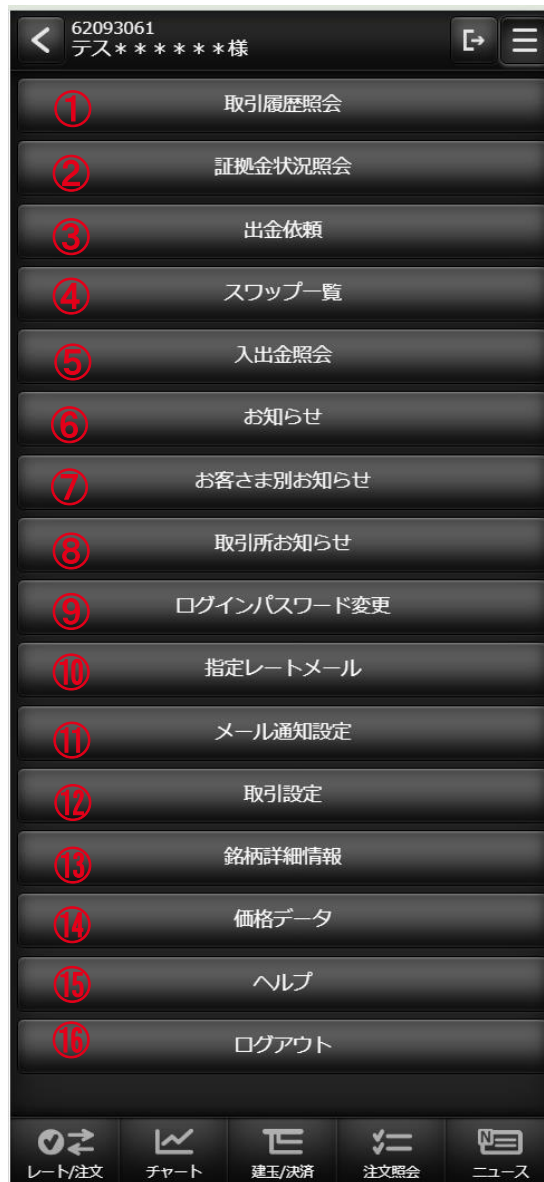 62093061
テス＊＊＊＊＊＊様
① 取引履歴照会
② 証拠金状況照会
③ 出金依頼
④ スワップ一覧
⑤ 入出金照会
⑥ お知らせ
⑦ お客さま別お知らせ
⑧ 取引所お知らせ
⑨ ログインパスワード変更
⑩ 指定レートメール
⑪ メール通知設定
⑫ 取引設定
⑬ 銘柄詳細情報
⑭ 価格データ
⑮ ヘルプ
⑯ ログアウト
N
レート/注文 チャート 建玉/決済 注文照会 ニュース